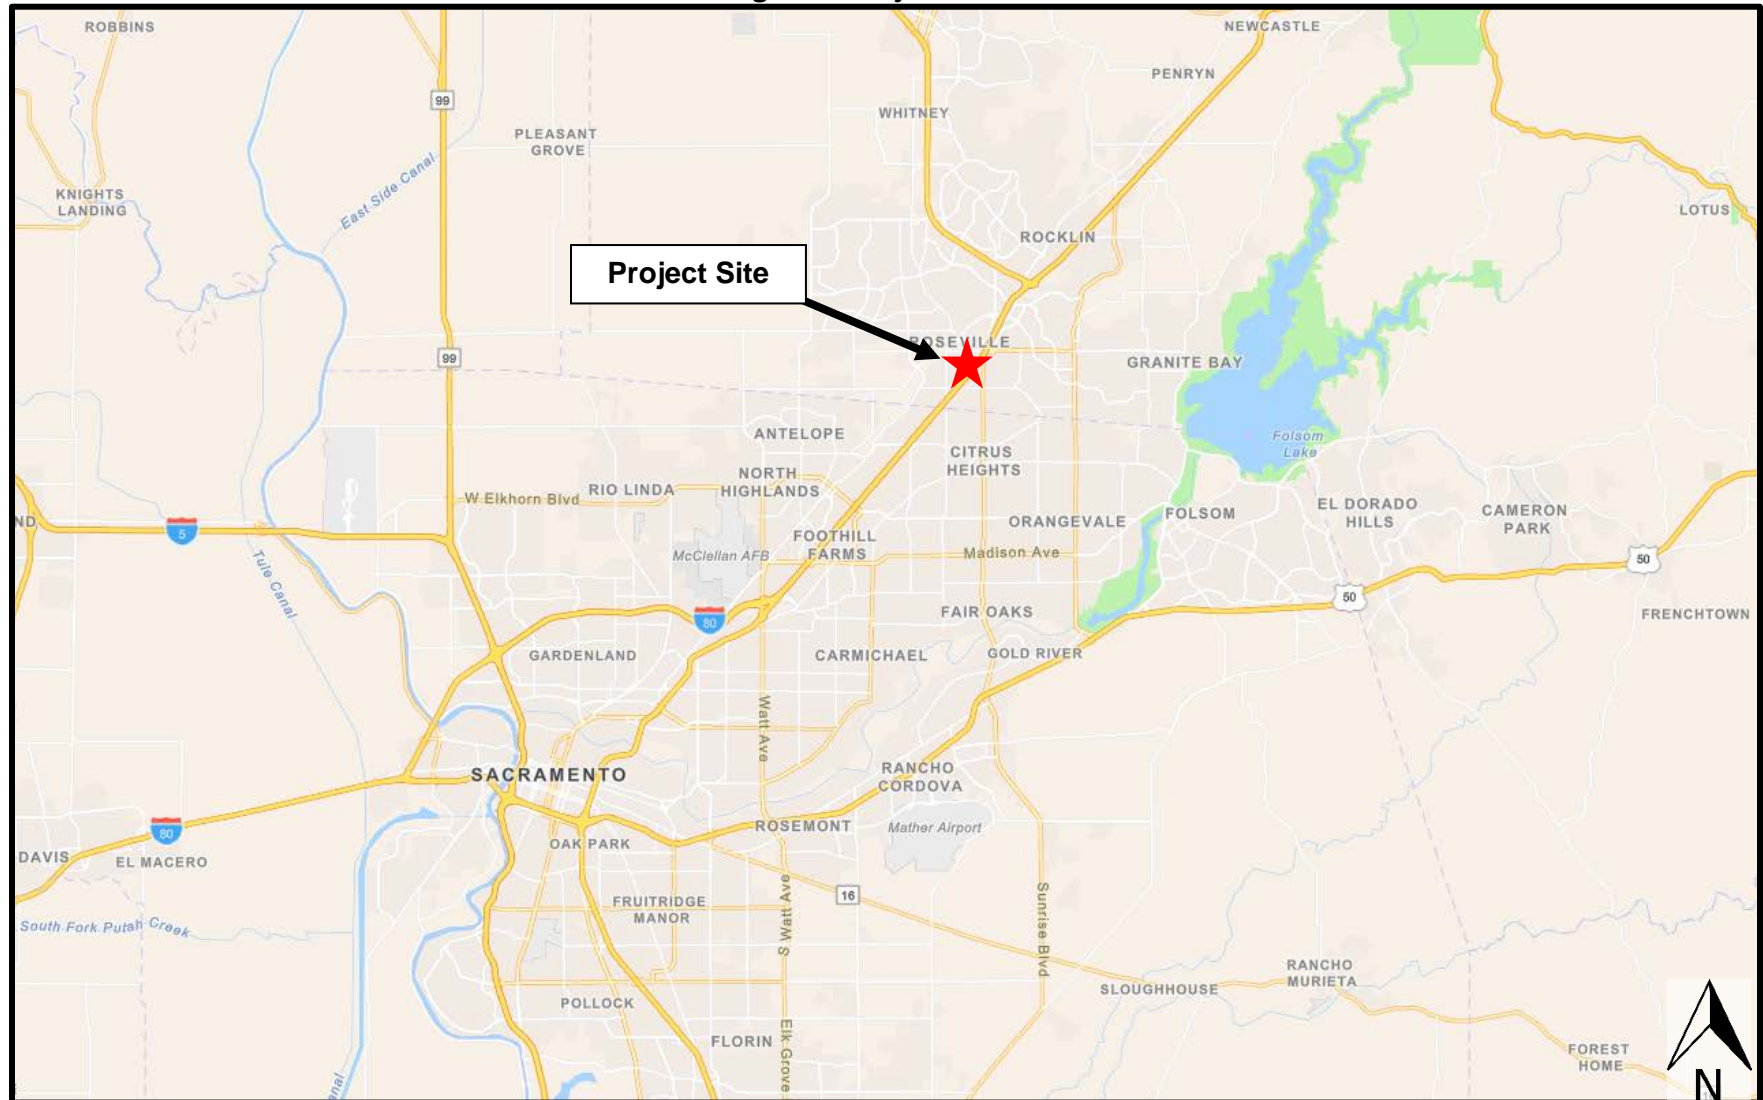 ROBBINS
NEWCASTLE
PENRYN
99
WHITNEY
PLEASANT
GROVE
East Side Canal
KNIGHTS
LANDING
LOTUS
ROCKLIN
Project Site
ROSEVILLE
99
GRANITE BAY
ANTELOPE
Folsom
Lake
CITRUS
HEIGHTS
NORTH
HIGHLANDS
RIO LINDA
W Elkhorn Blvd
EL DORADO
HILLS
CAMERON
PARK
FOLSOM
ORANGEVALE
ND
5
FOOTHILL
FARMS
McClellan AFB
Madison Ave
50
Tule Canal
50
FAIR OAKS
FRENCHTOWN
80
GARDENLAND
CARMICHAEL
GOLD RIVER
Watt Ave
SACRAMENTO
RANCHO
CORDOVA
80
ROSEMONT
Mather Airport
OAK PARK
DAVIS
EL MACERO
16
S Watt Ave
Sunrise Blvd
FRUITRIDGE
MANOR
South Fork Putah Creek
RANCHO
MURIETA
SLOUGHHOUSE
POLLOCK
FLORIN
Elk Grove
FOREST
HOME
anal
N